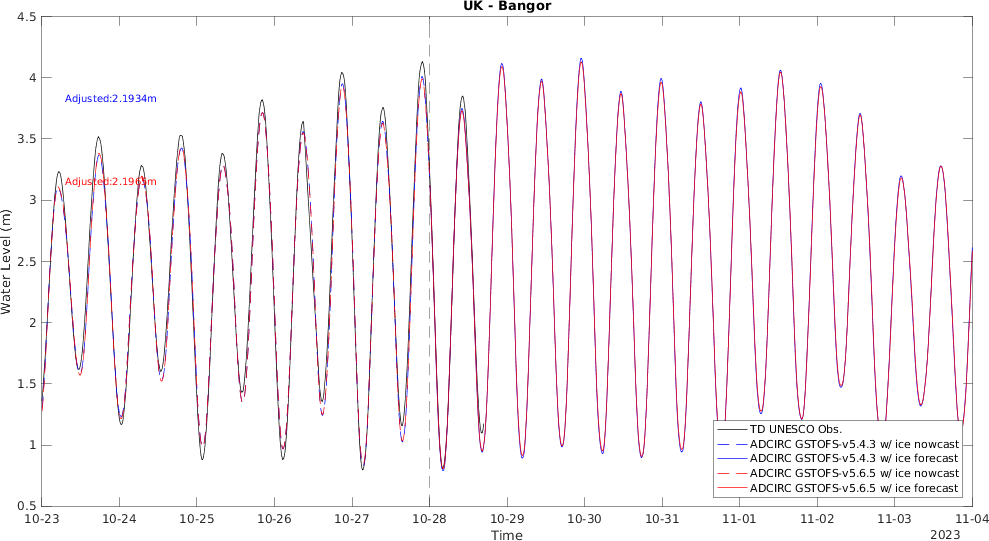 UK - Bangor
4.5
4
3.5
3
2.5
2
1.5
1
0.5
Water Level (m)
Adjusted:2.1934m
Adjusted:2.1965m
TD UNESCO Obs.
ADCIRC GSTOFS-v5.4.3 w/ ice nowcast
ADCIRC GSTOFS-v5.4.3 w/ ice forecast
ADCIRC GSTOFS-v5.6.5 w/ ice nowcast
ADCIRC GSTOFS-v5.6.5 w/ ice forecast
10-23 10-24 10-25 10-26 10-27 10-28 10-29 10-30 10-31 11-01 11-02 11-03 11-04
Time
2023